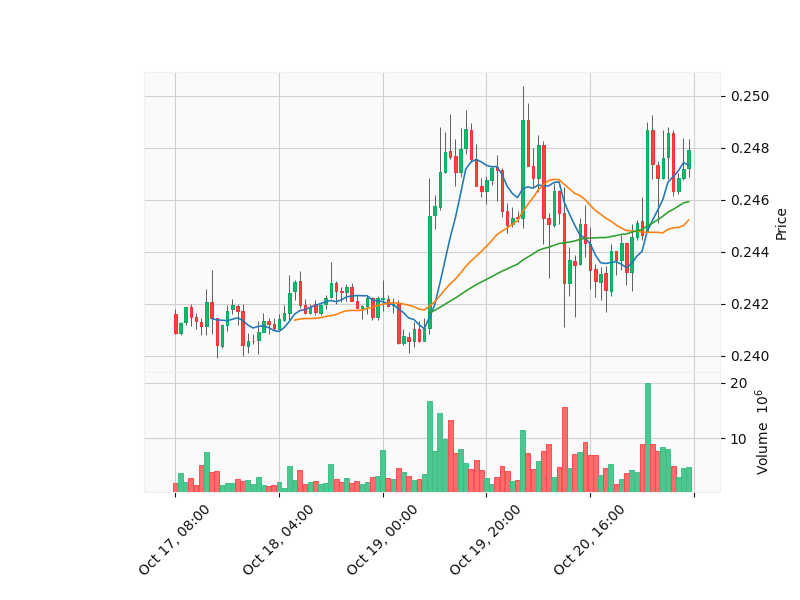 0.250
0.248
0.246
0.244
0.242
0.240
Price
20
10
Volume 10^6
Oct 17, 08:00
Oct 18, 04:00
Oct 19, 00:00
Oct 19, 20:00
Oct 20, 16:00